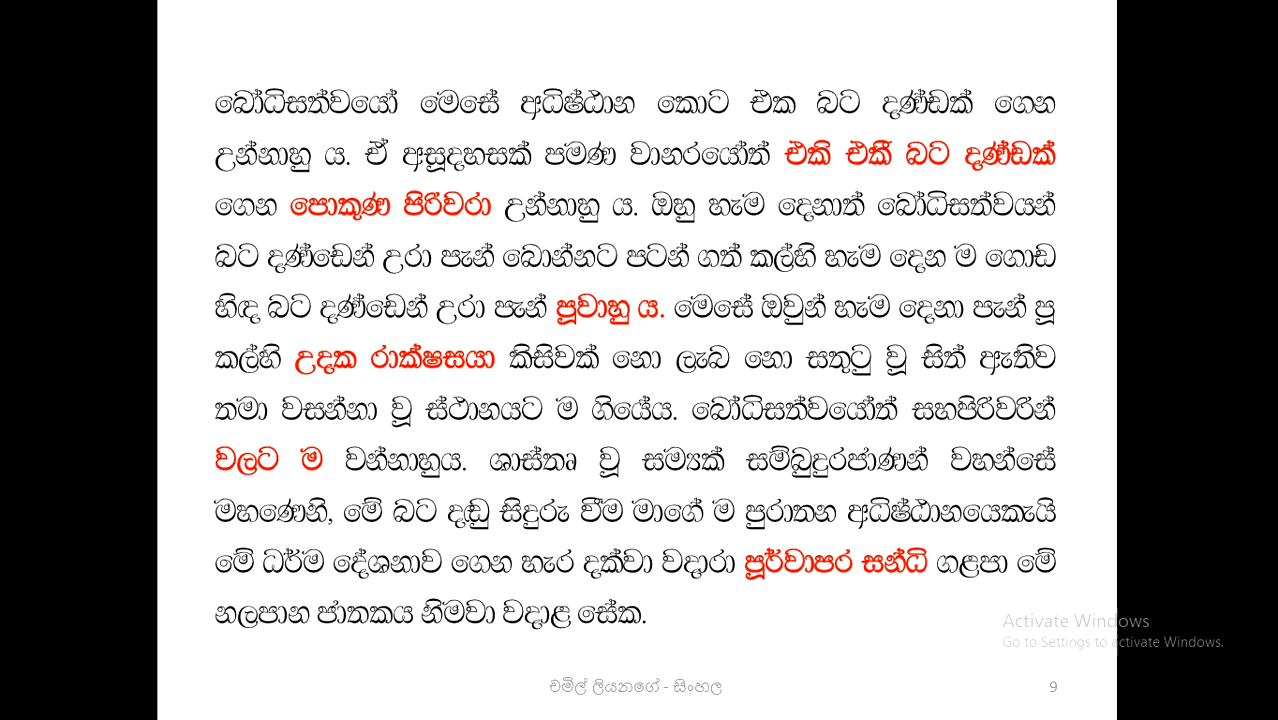 බෝධිසත්වයෝ මෙසේ අධිෂ්ඨාන කොට එක බට දණ්ඩක් ගෙන
උන්නාහු ය. ඒ අසූදහසක් පමණ වානරයෝත් එකි එකී බට දණ්ඩක්
ගෙන පොකුණ පිරිවරා උන්නාහු ය. ඔහු හැම දෙනාත් බෝධිසත්වයන්
බට දණ්ඩෙන් උරා පැන් බොන්නට පටන් ගත් කල්හි හැම දෙන ම ගොඩ
හිඳ බට දණ්ඩෙන් උරා පැන් පූවාහු ය. මෙසේ ඔවුන් හැම දෙනා පැන් පූ
කල්හි උදක රාක්ෂසයා කිසිවක් නො ලැබ නො සතුටු වූ සිත් ඇතිව
තමා වසන්නා වූ ස්ථානයට ම ගියේය. බෝධිසත්වයෝත් සහපිරිවරින්
වලට ම වන්නාහුය. ශාස්තෘ වූ සම්‍යක් සම්බුදුරජාණන් වහන්සේ
මහණෙනි, මේ බට දඬු සිදුරු වීම මාගේ ම පුරාතන අධිෂ්ඨානයෙකැයි
මේ ධර්ම දේශනාව ගෙන හැර දක්වා වදාරා පූර්වාපර සන්ධි ගළපා මේ
නලපාන ජාතකය නිමවා වදාළ සේක.
Activate Windows
Go to Settings to activate Windows.
චමිල් ලියනගේ - සිංහල 9